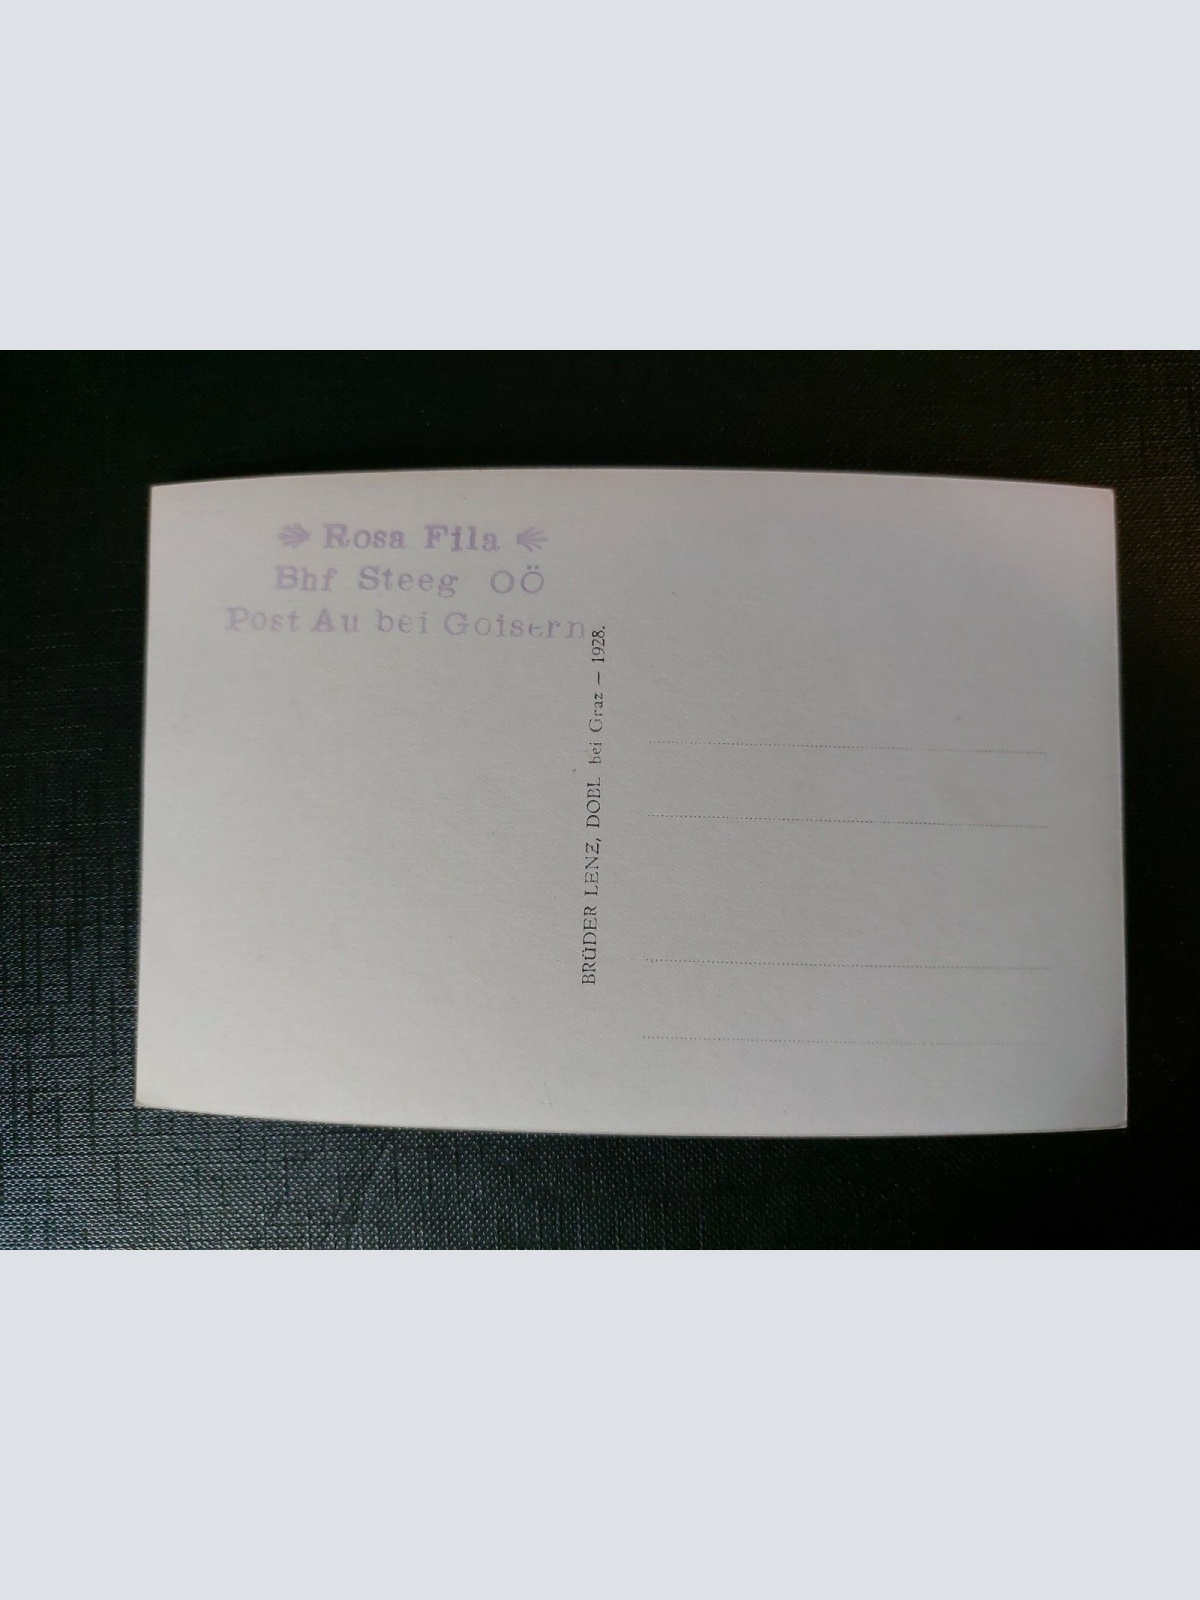 Rosa Fila
Bhf Steeg OÖ
Post Au bei Goisern
BRÜDER LENZ, DOBL bei Graz – 1928.